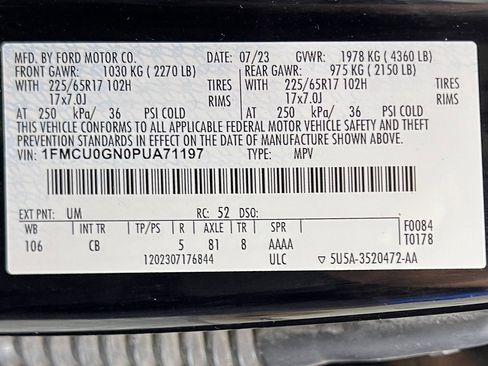 MFD. BY FORD MOTOR CO. DATE: 07/23 GVWR: 1978 KG ( 4360 LB)
FRONT GAWR: 1030 KG ( 2270 LB) REAR GAWR: 975 KG ( 2150 LB)
WITH 225/65R17 102H TIRES WITH 225/65R17 102H TIRES
17x7.0J RIMS 17x7.0J RIMS
AT 250 kPa/ 36 PSI COLD AT 250 kPa/ 36 PSI COLD
THIS VEHICLE CONFORMS TO ALL APPLICABLE FEDERAL MOTOR VEHICLE SAFETY AND THEFT
PREVENTION STANDARDS IN EFFECT ON THE DATE OF MANUFACTURE SHOWN ABOVE.
VIN: 1FMCU0GN0PUA71197 TYPE: MPV
EXT PNT: UM RC: 52 DSO:
WB INT TR TP/PS R AXLE TR SPR F0084
106 CB 5 81 8 AAAA T0178
1202307176844 ULC ▽ 5U5A-3520472-AA